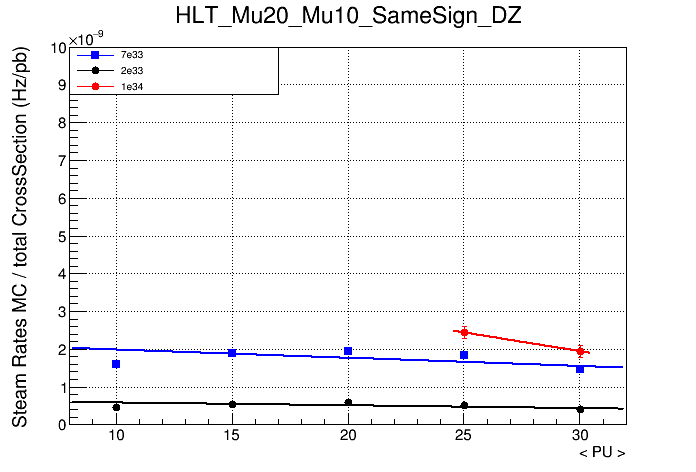 HLT_Mu20_Mu10_SameSign_DZ
×10⁻⁹
7e33
2e33
1e34
Steam Rates MC / total CrossSection (Hz/pb)
10
9
8
7
6
5
4
3
2
1
0
10 15 20 25 30
< PU >